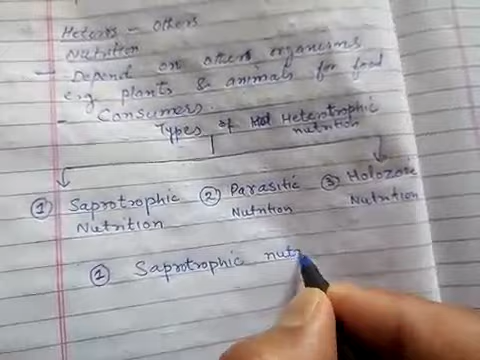 Heteros - Others
Nutrition
- Depend on others organisms
e.g plants & animals for food
- Consumers.
Types of Heterotrophic
nutrition
① Saprotrophic ② Parasitic ③ Holozoic
Nutrition Nutrition Nutrition
① Saprotrophic nutr